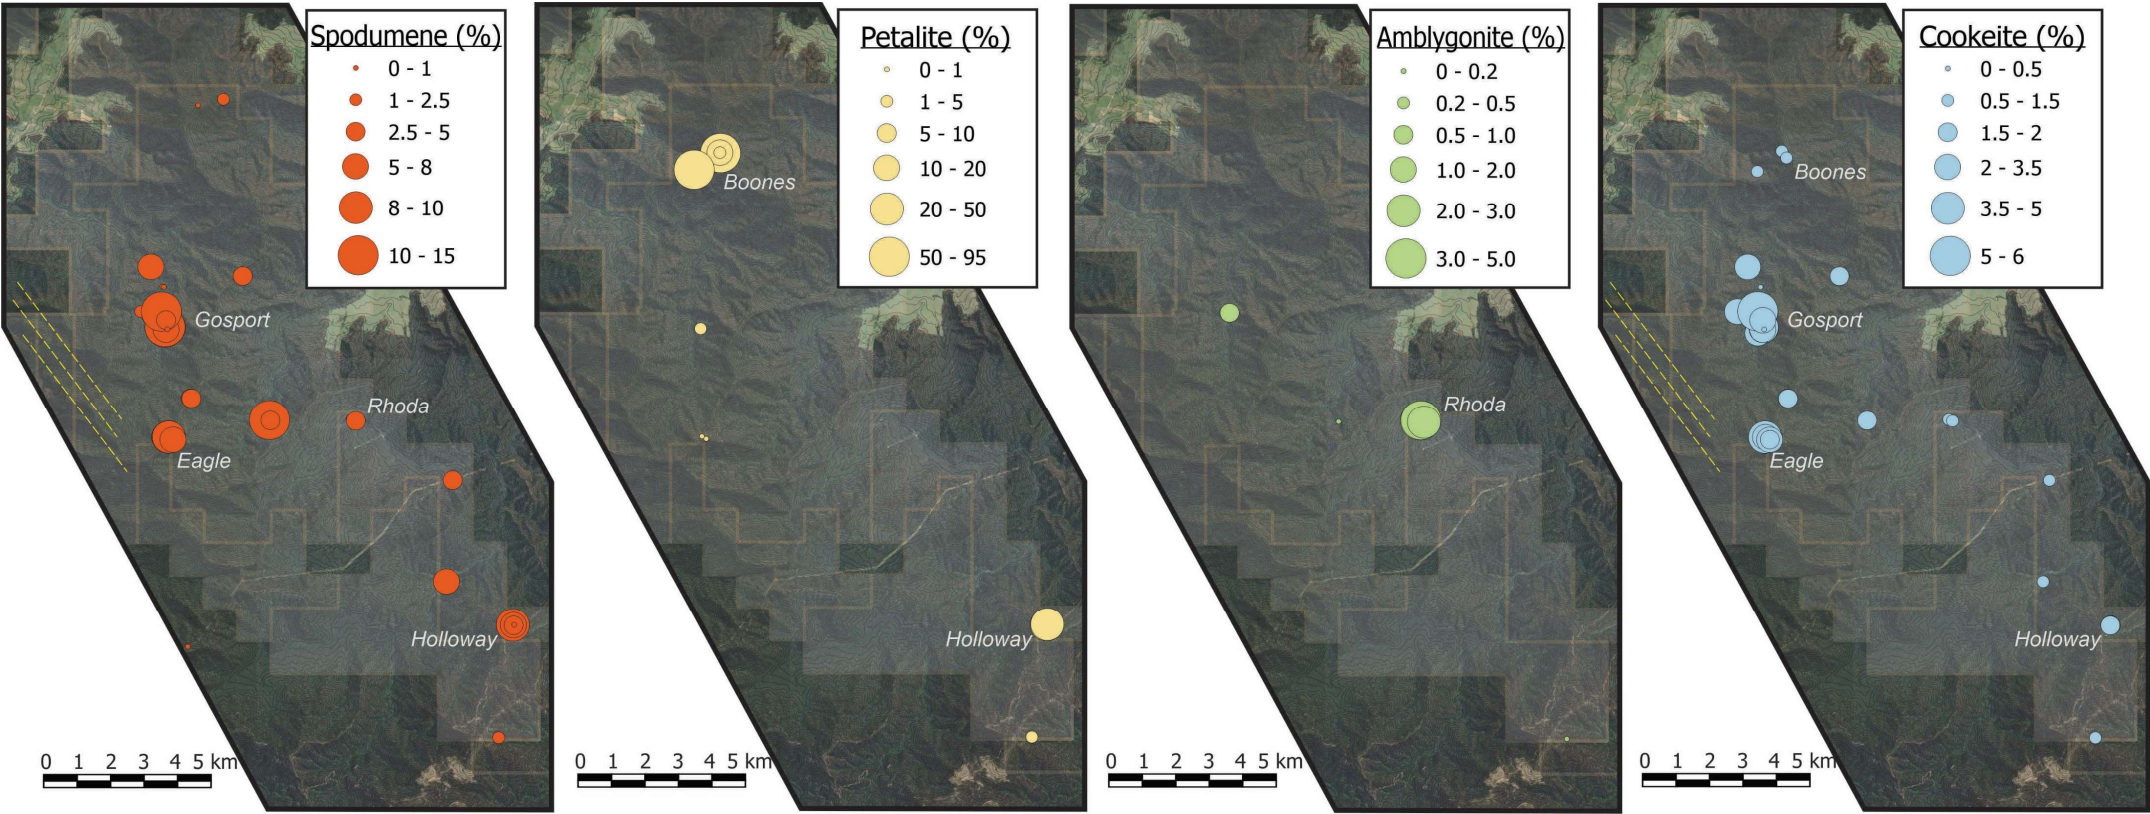 Spodumene (%)
0 - 1
1 - 2.5
2.5 - 5
5 - 8
8 - 10
10 - 15
Gosport
Rhoda
Eagle
Holloway
0 1 2 3 4 5 km
Petalite (%)
0 - 1
1 - 5
5 - 10
10 - 20
20 - 50
50 - 95
Boones
Holloway
0 1 2 3 4 5 km
Amblygonite (%)
0 - 0.2
0.2 - 0.5
0.5 - 1.0
1.0 - 2.0
2.0 - 3.0
3.0 - 5.0
Rhoda
0 1 2 3 4 5 km
Cookeite (%)
0 - 0.5
0.5 - 1.5
1.5 - 2
2 - 3.5
3.5 - 5
5 - 6
Boones
Gosport
Eagle
Holloway
0 1 2 3 4 5 km